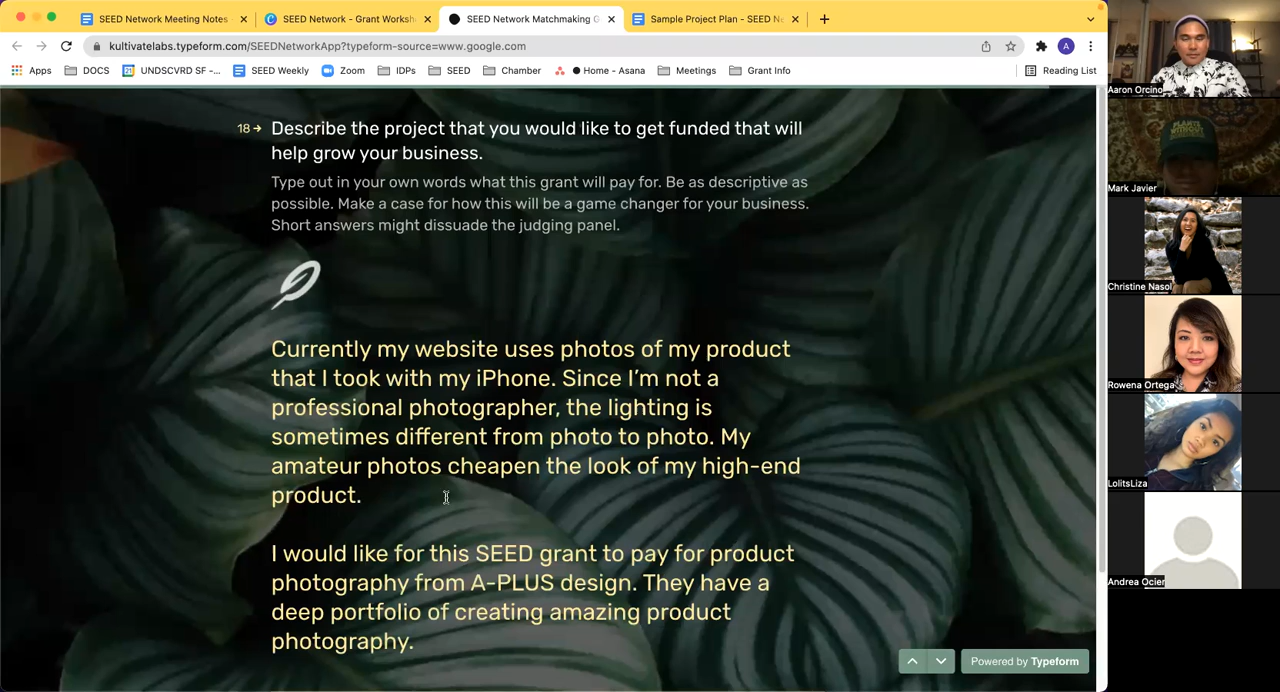 SEED Network Meeting Notes
SEED Network - Grant Worksh
SEED Network Matchmaking G
Sample Project Plan - SEED N
kultivatelabs.typeform.com/SEEDNetworkApp?typeform-source=www.google.com
A
Apps DOCS UNDSCVRD SF -... SEED Weekly Zoom IDPs SEED Chamber Home - Asana Meetings Grant Info Reading List
18 Describe the project that you would like to get funded that will
help grow your business.
Type out in your own words what this grant will pay for. Be as descriptive as
possible. Make a case for how this will be a game changer for your business.
Short answers might dissuade the judging panel.
Currently my website uses photos of my product
that I took with my iPhone. Since I'm not a
professional photographer, the lighting is
sometimes different from photo to photo. My
amateur photos cheapen the look of my high-end
product.
I would like for this SEED grant to pay for product
photography from A-PLUS design. They have a
deep portfolio of creating amazing product
photography.
Powered by Typeform
Aaron Orcino
PLANTS
WITHOUT
Mark Javier
Christine Nasol
Rowena Ortega
LolitsLiza
Andrea Ocier